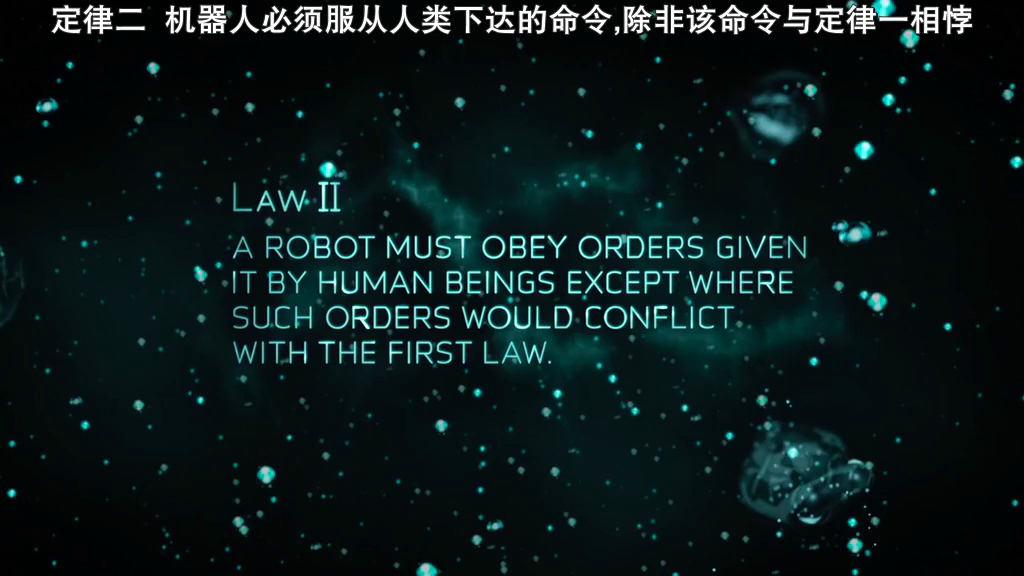 定律二 机器人必须服从人类下达的命令,除非该命令与定律一相悖
LAW II
A ROBOT MUST OBEY ORDERS GIVEN
IT BY HUMAN BEINGS EXCEPT WHERE
SUCH ORDERS WOULD CONFLICT
WITH THE FIRST LAW.